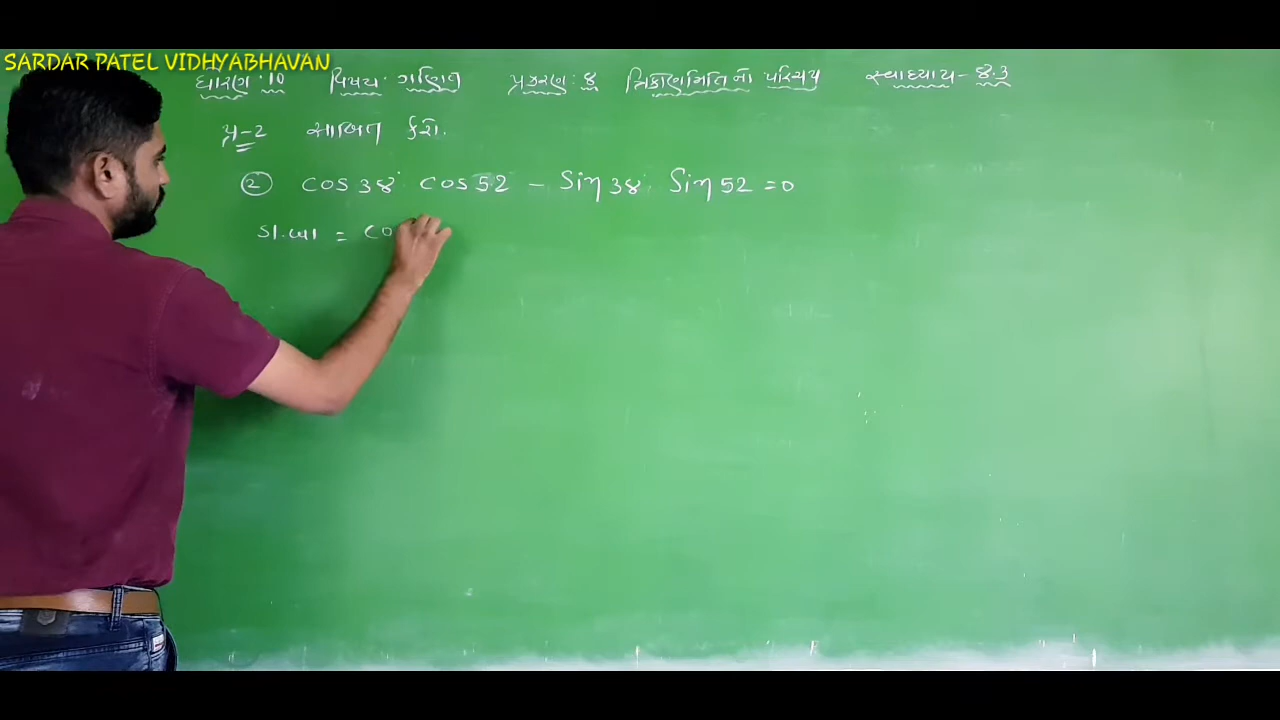 SARDAR PATEL VIDHYABHAVAN
ધોરણ : 10 વિષય : ગણિત પ્રકરણ : 8 ત્રિકોણમિતિનો પરિચય સ્વાધ્યાય - 8.3
પ્ર-2 સાબિત કરો.
② cos 38° cos 52 - Sin 38° Sin 52 = 0
ડા.બા = co